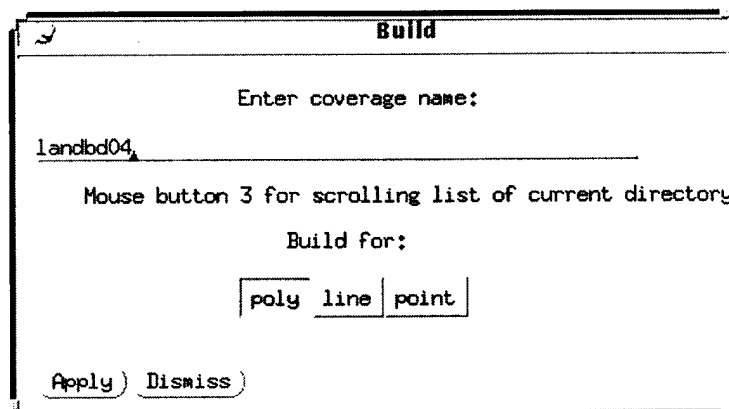 Build
Enter coverage name:
landbd04
Mouse button 3 for scrolling list of current directory
Build for:
poly line point
Apply Dismiss